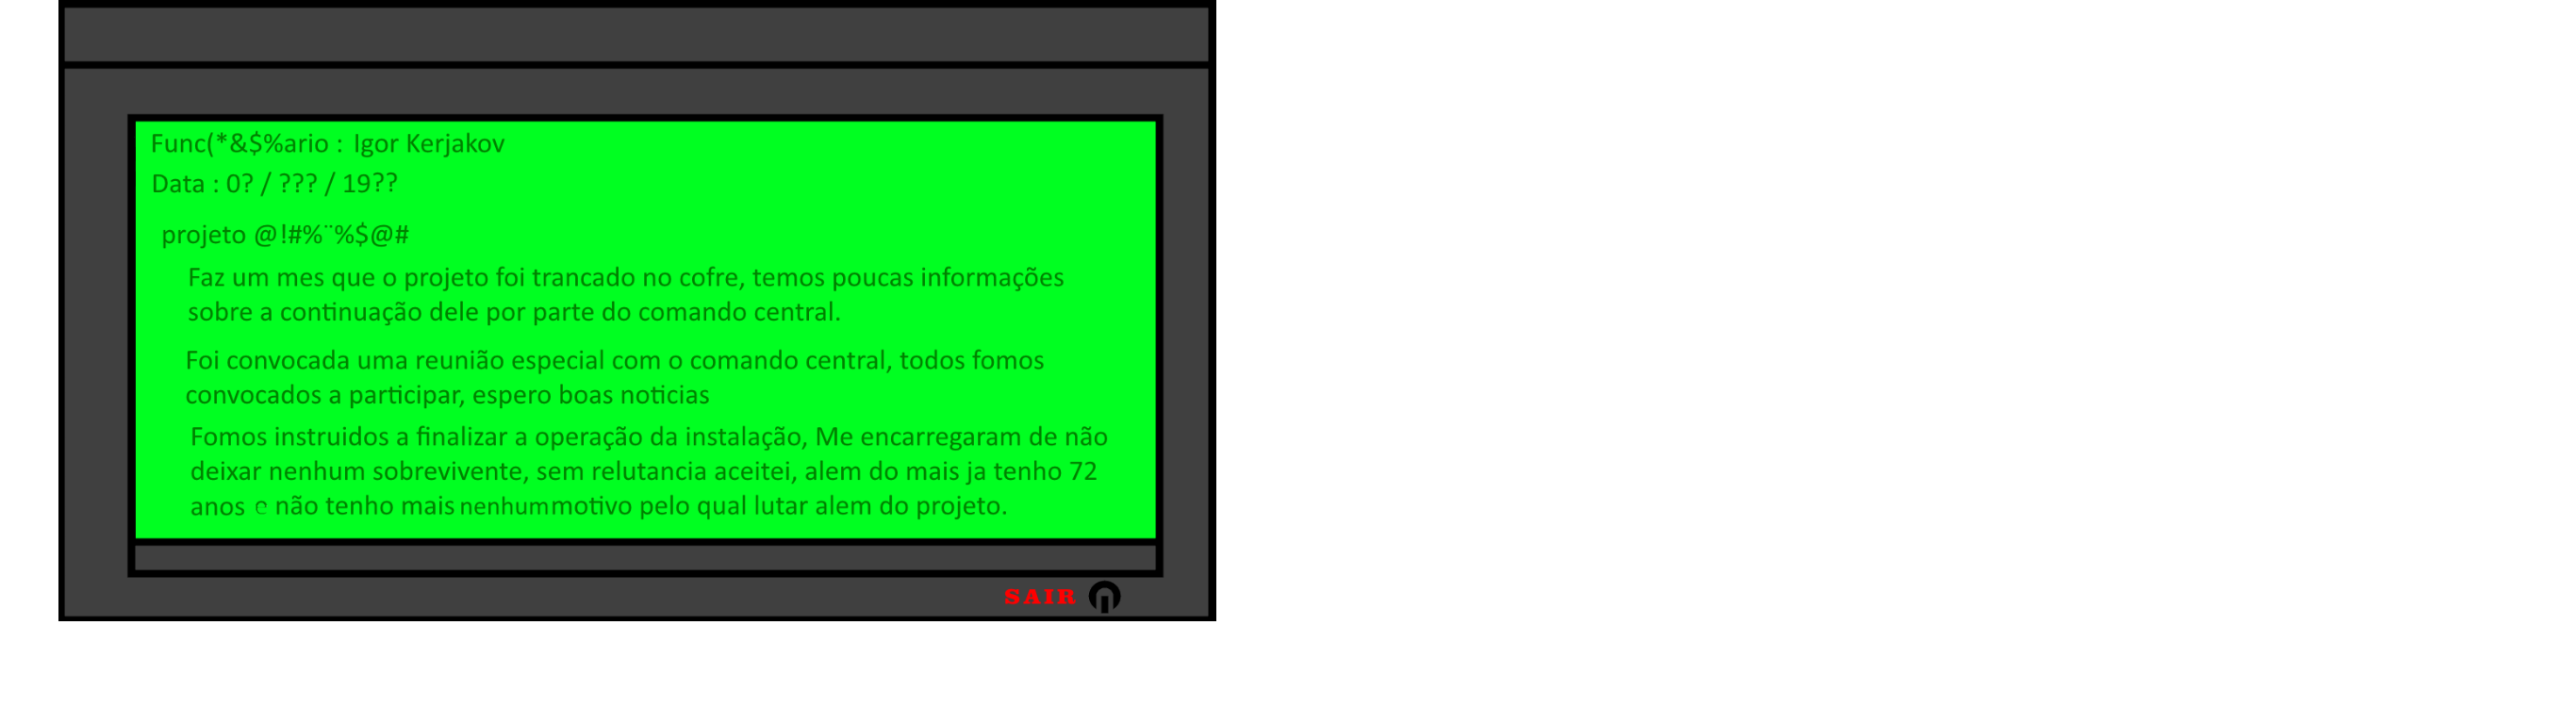 Func(*&$%ario : Igor Kerjakov
Data : 0? / ??? / 19??
projeto @!#%¨%$@#
Faz um mes que o projeto foi trancado no cofre, temos poucas informações
sobre a continuação dele por parte do comando central.
Foi convocada uma reunião especial com o comando central, todos fomos
convocados a participar, espero boas noticias
Fomos instruidos a finalizar a operação da instalação, Me encarregaram de não
deixar nenhum sobrevivente, sem relutancia aceitei, alem do mais ja tenho 72
anos e não tenho mais nenhum motivo pelo qual lutar alem do projeto.
SAIR